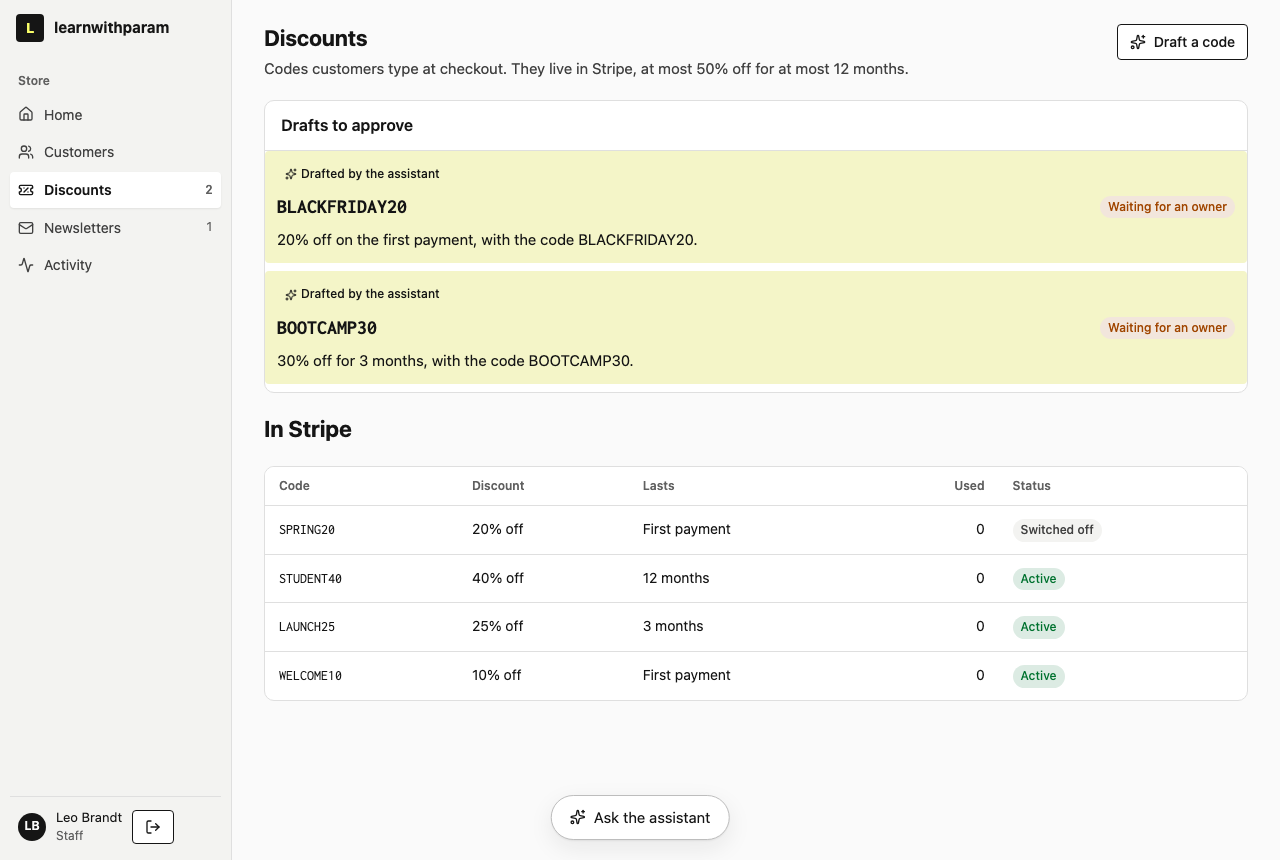 L learnwithparam
Store
Home
Customers
Discounts 2
Newsletters 1
Activity
LB Leo Brandt
Staff
Discounts
Draft a code
Codes customers type at checkout. They live in Stripe, at most 50% off for at most 12 months.
Drafts to approve
Drafted by the assistant
BLACKFRIDAY20 Waiting for an owner
20% off on the first payment, with the code BLACKFRIDAY20.
Drafted by the assistant
BOOTCAMP30 Waiting for an owner
30% off for 3 months, with the code BOOTCAMP30.
In Stripe
Code Discount Lasts Used Status
SPRING20 20% off First payment 0 Switched off
STUDENT40 40% off 12 months 0 Active
LAUNCH25 25% off 3 months 0 Active
WELCOME10 10% off First payment 0 Active
Ask the assistant